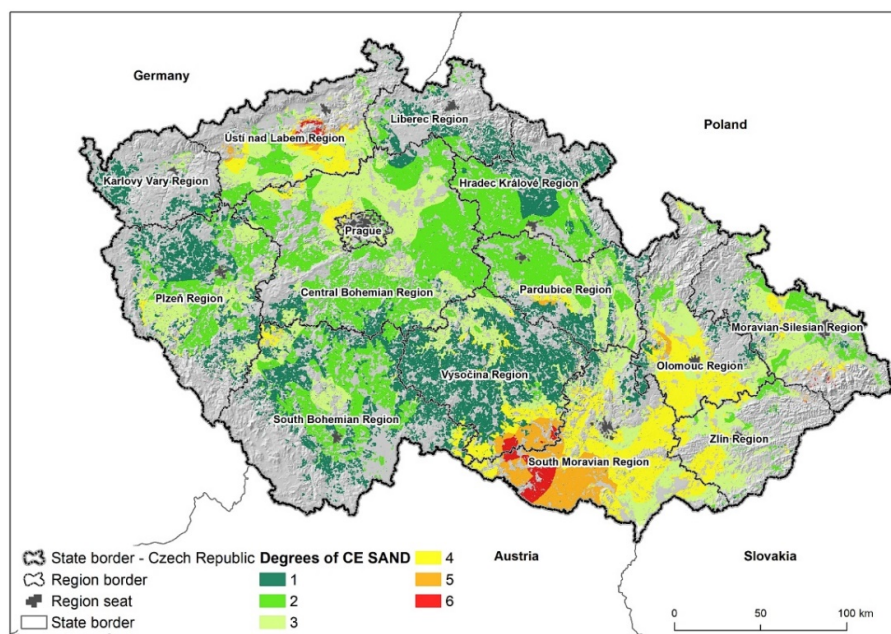 Germany
Poland
Liberec Region
Ústí nad Labem Region
Karlovy Vary Region
Hradec Králové Region
Prague
Plzeň Region
Central Bohemian Region
Pardubice Region
Moravian-Silesian Region
Olomouc Region
Vysočina Region
South Bohemian Region
Zlín Region
South Moravian Region
Austria
Slovakia
State border - Czech Republic
Region border
Region seat
State border
Degrees of CE SAND
1
2
3
4
5
6
0 50 100 km